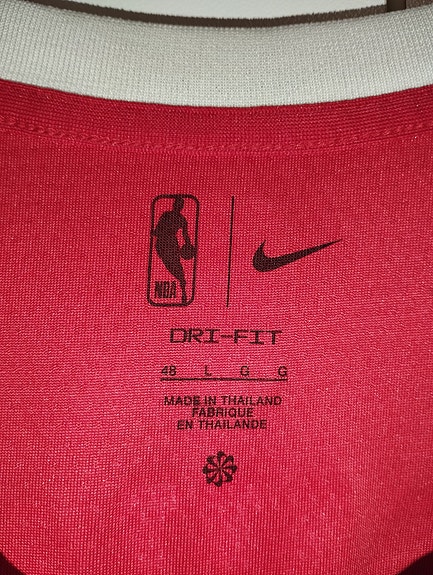 NBA
DRI-FIT
48 L G G
MADE IN THAILAND
FABRIQUE
EN THAILANDE